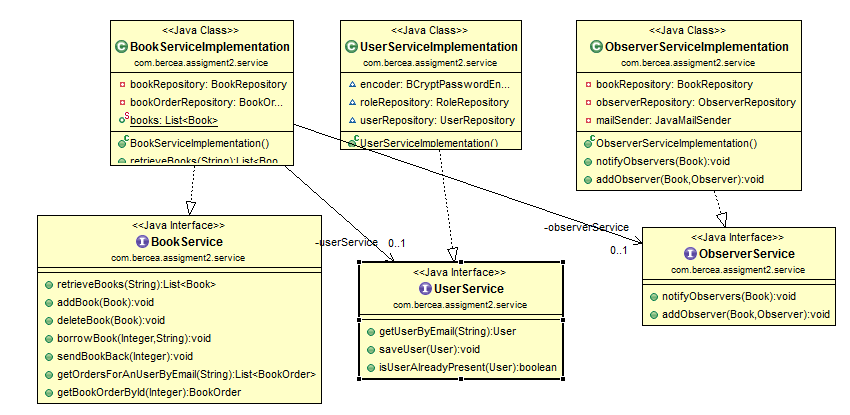 <<Java Class>>
BookServiceImplementation
com.bercea.assigment2.service
bookRepository: BookRepository
bookOrderRepository: BookOr...
books: List<Book>
BookServiceImplementation()
retrieveBooks(String):List<Boo
<<Java Class>>
UserServiceImplementation
com.bercea.assigment2.service
encoder: BCryptPasswordEn...
roleRepository: RoleRepository
userRepository: UserRepository
UserServiceImplementation()
<<Java Class>>
ObserverServiceImplementation
com.bercea.assigment2.service
bookRepository: BookRepository
observerRepository: ObserverRepository
mailSender: JavaMailSender
ObserverServiceImplementation()
notifyObservers(Book):void
addObserver(Book,Observer):void
-userService
0..1
-observerService
0..1
<<Java Interface>>
BookService
com.bercea.assigment2.service
retrieveBooks(String):List<Book>
addBook(Book):void
deleteBook(Book):void
borrowBook(Integer,String):void
sendBookBack(Integer):void
getOrdersForAnUserByEmail(String):List<BookOrder>
getBookOrderById(Integer):BookOrder
<<Java Interface>>
UserService
com.bercea.assigment2.service
getUserByEmail(String):User
saveUser(User):void
isUserAlreadyPresent(User):boolean
<<Java Interface>>
ObserverService
com.bercea.assigment2.service
notifyObservers(Book):void
addObserver(Book,Observer):void